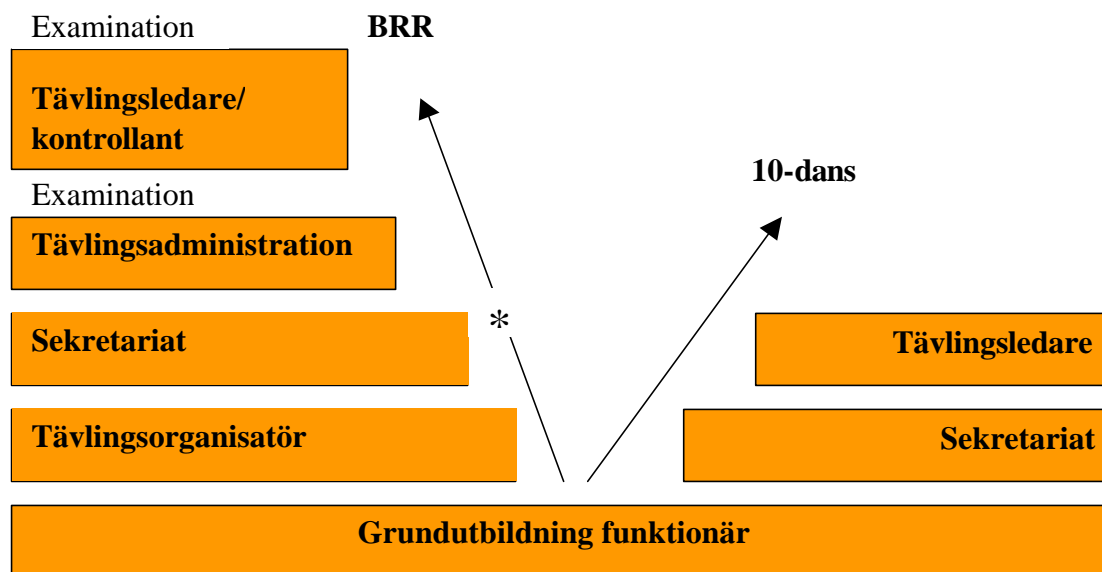 Examination
BRR
Tävlingsledare/
kontrollant
10-dans
Examination
Tävlingsadministration
*
Sekretariat
Tävlingsledare
Tävlingsorganisatör
Sekretariat
Grundutbildning funktionär